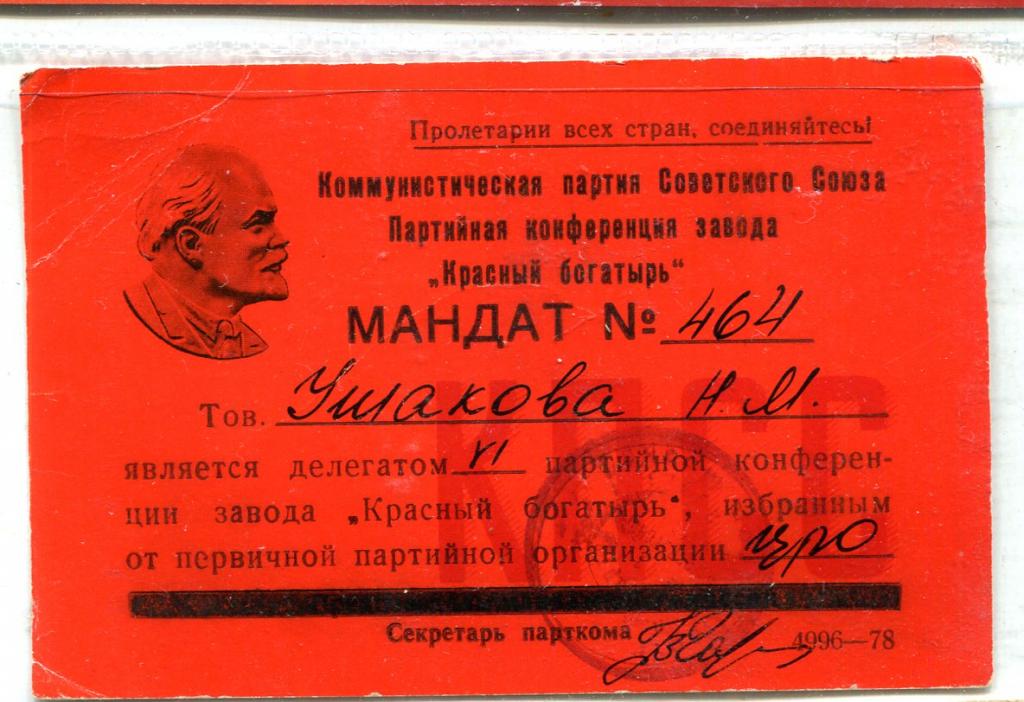 Пролетарии всех стран, соединяйтесь!
Коммунистическая партия Советского Союза
Партийная конференция завода
„Красный богатырь“
МАНДАТ № 464
Тов. Ушакова Н. М.
является делегатом VI партийной конферен-
ции завода „Красный богатырь“, избранным
от первичной партийной организации цро
КПСС
Секретарь парткома
4996—78